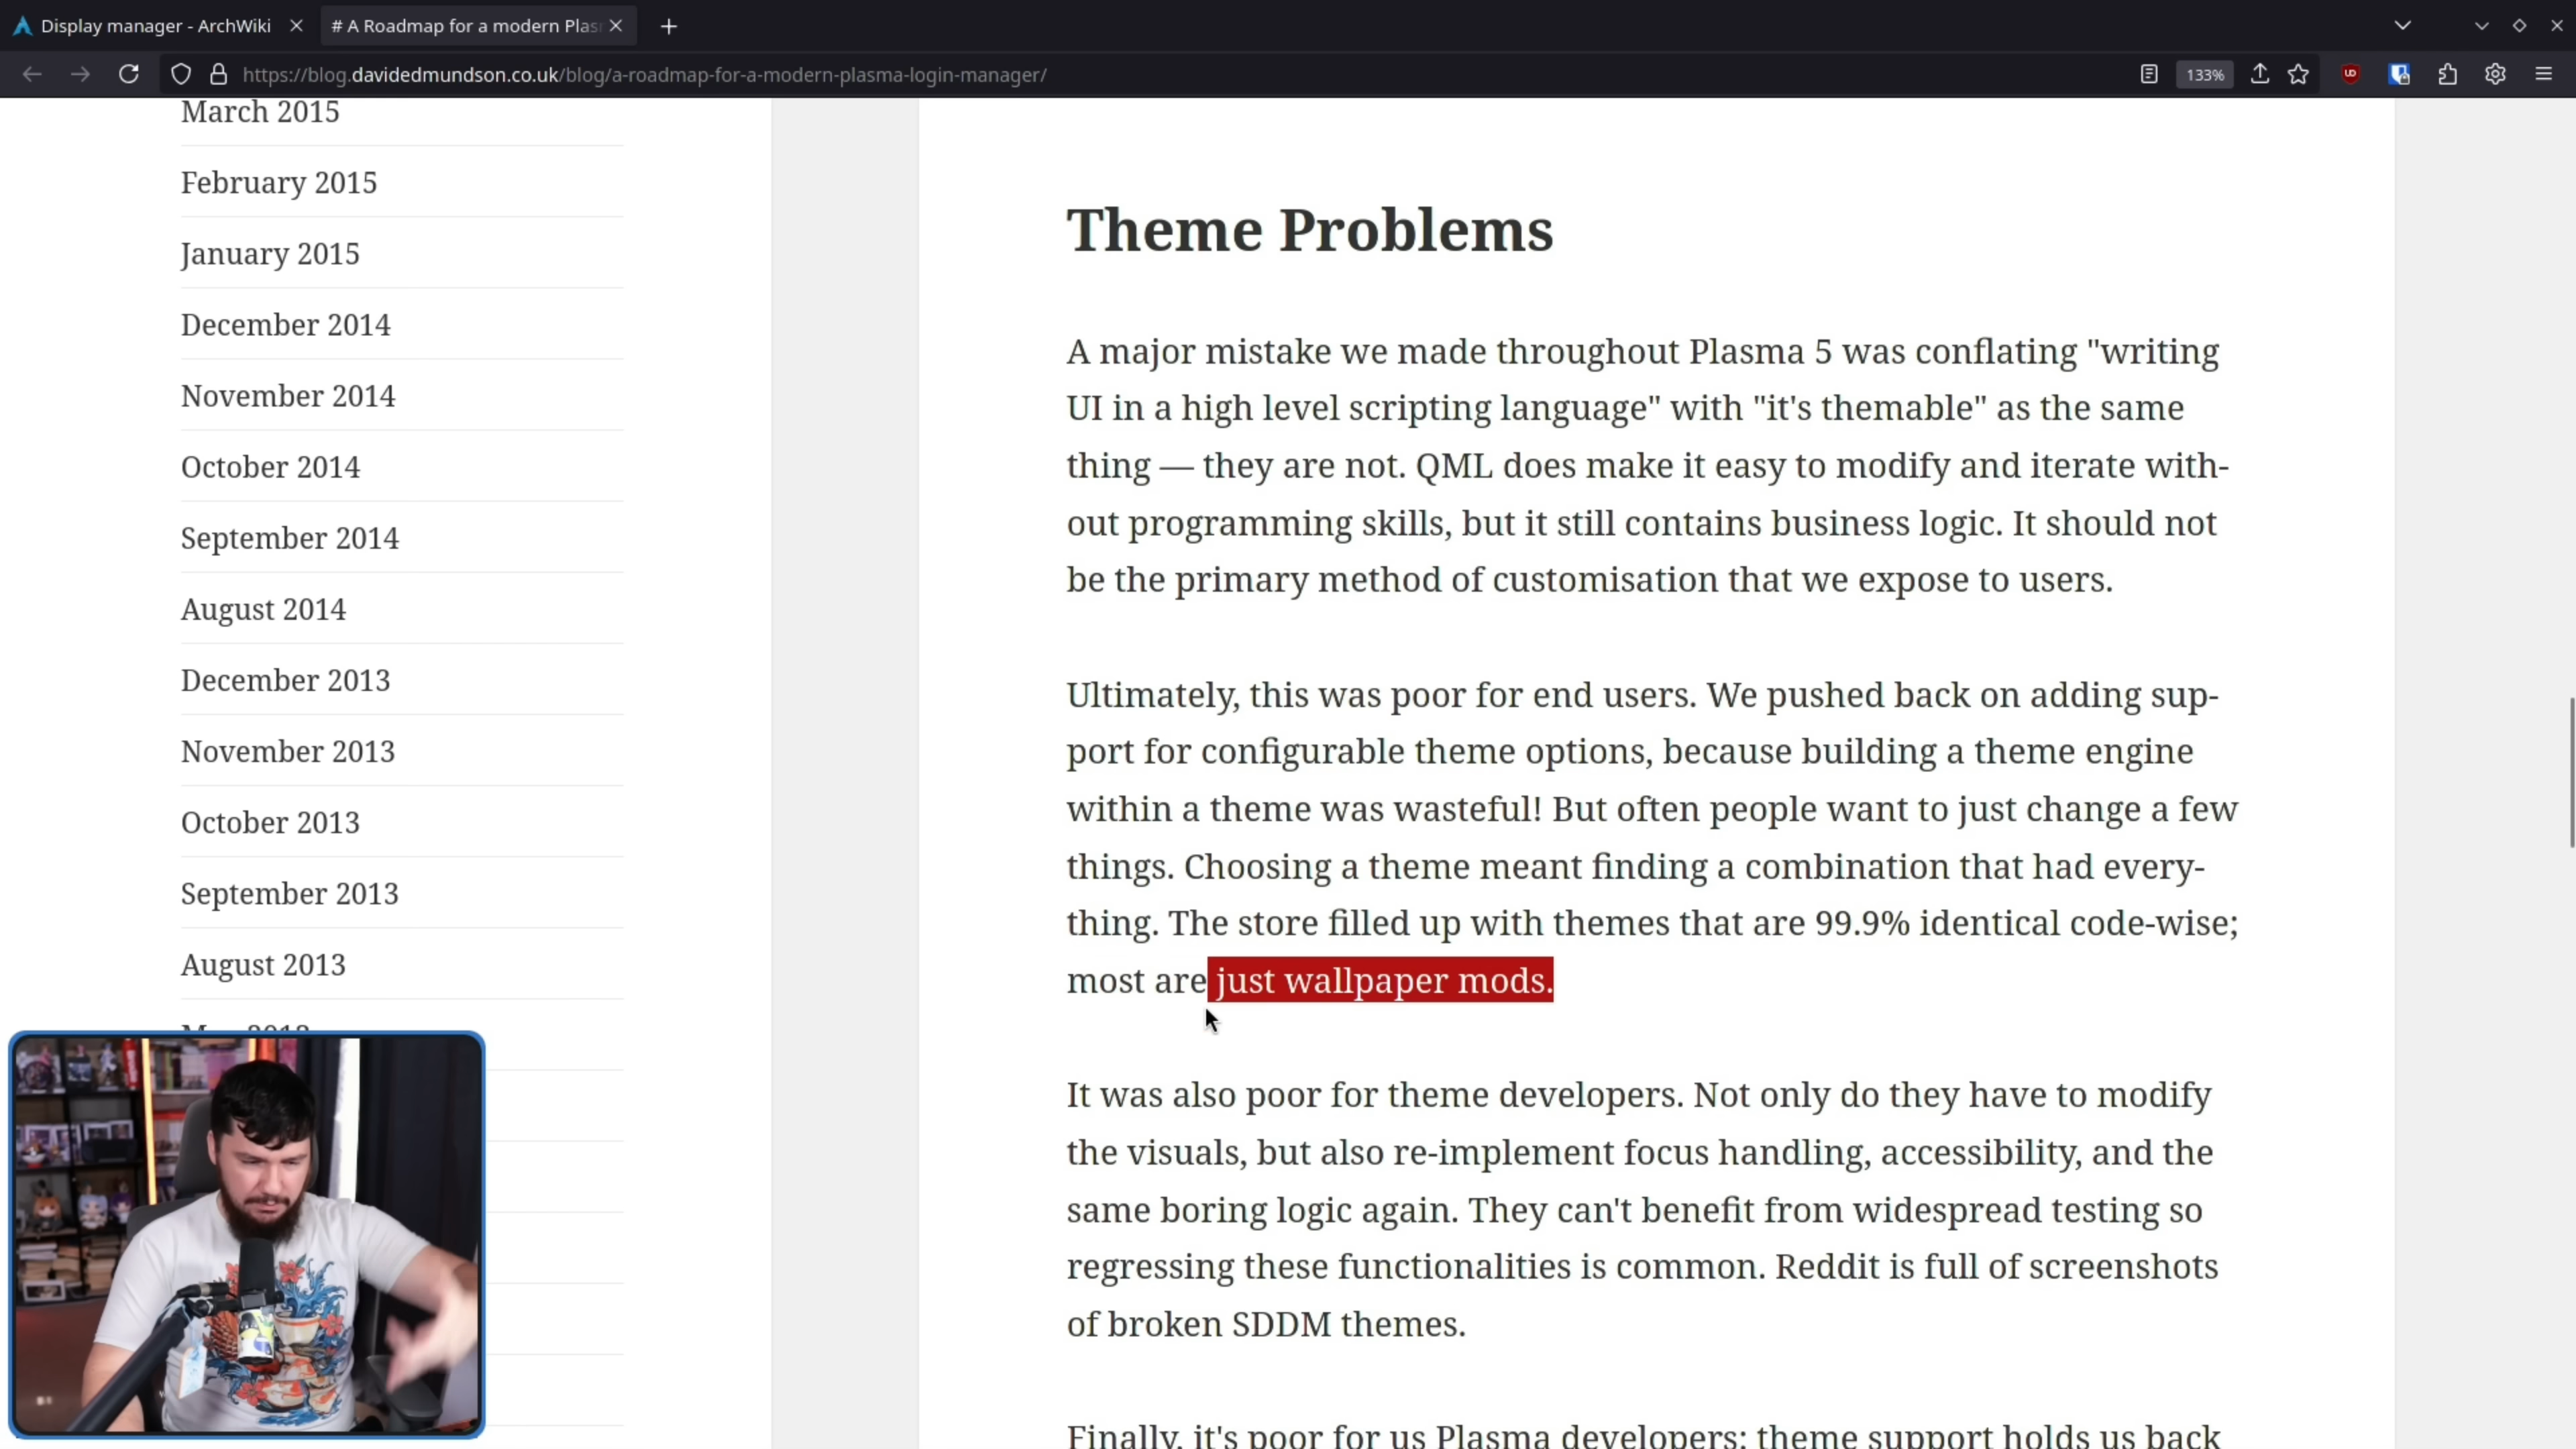 Display manager - ArchWiki
# A Roadmap for a modern Plas
https://blog.davidedmundson.co.uk/blog/a-roadmap-for-a-modern-plasma-login-manager/
133%
March 2015
February 2015
January 2015
December 2014
November 2014
October 2014
September 2014
August 2014
December 2013
November 2013
October 2013
September 2013
August 2013
Theme Problems
A major mistake we made throughout Plasma 5 was conflating "writing
UI in a high level scripting language" with "it's themable" as the same
thing — they are not. QML does make it easy to modify and iterate with-
out programming skills, but it still contains business logic. It should not
be the primary method of customisation that we expose to users.
Ultimately, this was poor for end users. We pushed back on adding sup-
port for configurable theme options, because building a theme engine
within a theme was wasteful! But often people want to just change a few
things. Choosing a theme meant finding a combination that had every-
thing. The store filled up with themes that are 99.9% identical code-wise;
most are just wallpaper mods.
It was also poor for theme developers. Not only do they have to modify
the visuals, but also re-implement focus handling, accessibility, and the
same boring logic again. They can't benefit from widespread testing so
regressing these functionalities is common. Reddit is full of screenshots
of broken SDDM themes.
Finally, it's poor for us Plasma developers; theme support holds us back